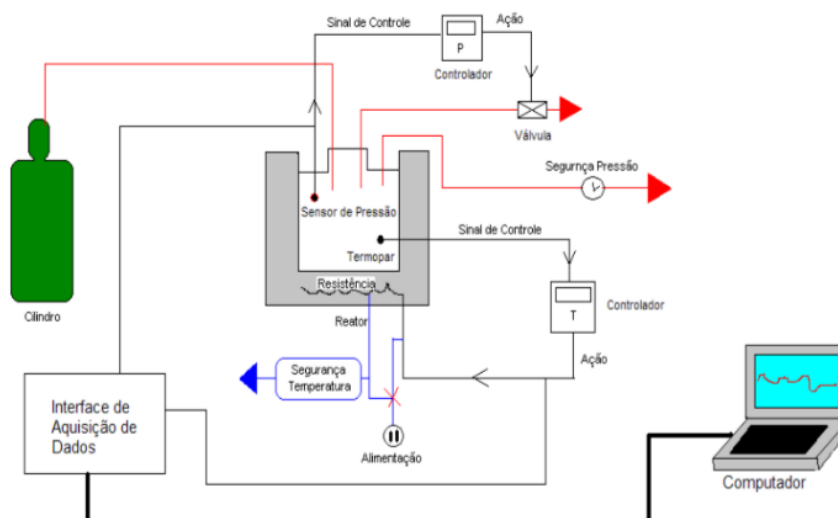 Sinal de Controle
Ação
P
Controlador
Válvula
Segurnça Pressão
Sensor de Pressão
Sinal de Controle
Termopar
Resistência
Controlador
T
Cilindro
Reator
Ação
Segurança
Temperatura
Interface de
Aquisição de
Dados
Alimentação
Computador